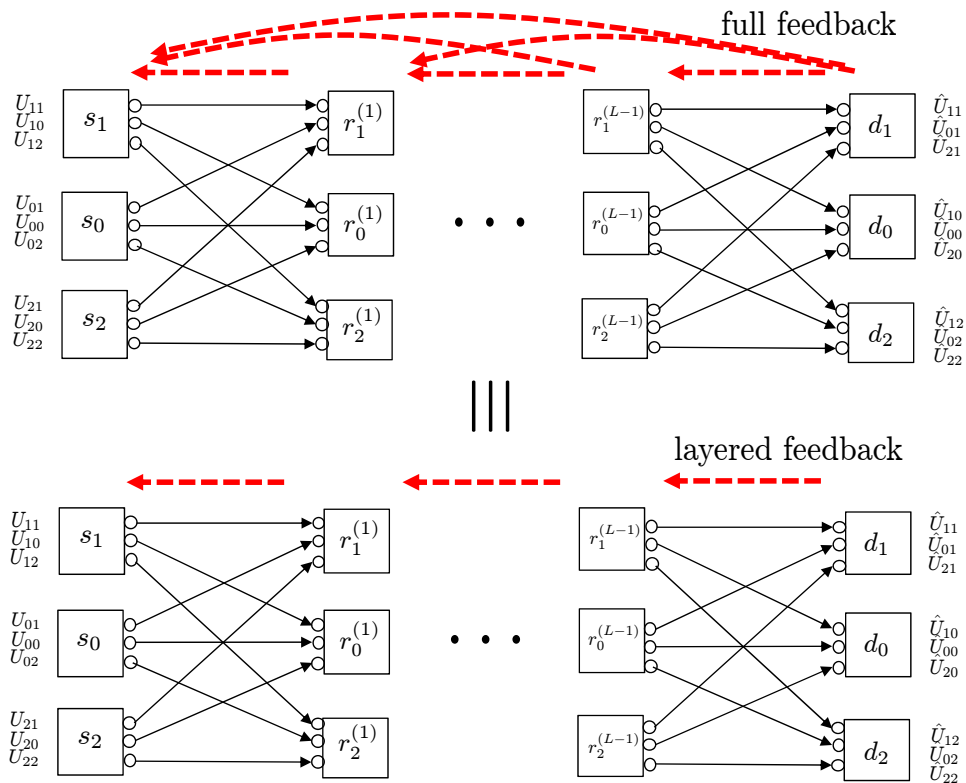 full feedback
U₁₁ s₁ r₁⁽¹⁾ r₁⁽ᴸ⁻¹⁾ d₁ Û₁₁
U₁₀ Û₀₁
U₁₂ Û₂₁
U₀₁ s₀ r₀⁽¹⁾ • • • r₀⁽ᴸ⁻¹⁾ d₀ Û₁₀
U₀₀ Û₀₀
U₀₂ Û₂₀
U₂₁ s₂ r₂⁽¹⁾ r₂⁽ᴸ⁻¹⁾ d₂ Û₁₂
U₂₀ Û₀₂
U₂₂ Û₂₂
|||
layered feedback
U₁₁ s₁ r₁⁽¹⁾ r₁⁽ᴸ⁻¹⁾ d₁ Û₁₁
U₁₀ Û₀₁
U₁₂ Û₂₁
U₀₁ s₀ r₀⁽¹⁾ • • • r₀⁽ᴸ⁻¹⁾ d₀ Û₁₀
U₀₀ Û₀₀
U₀₂ Û₂₀
U₂₁ s₂ r₂⁽¹⁾ r₂⁽ᴸ⁻¹⁾ d₂ Û₁₂
U₂₀ Û₀₂
U₂₂ Û₂₂